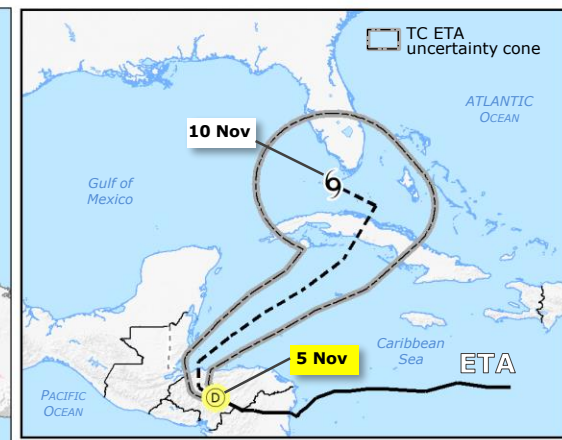 TC ETA
uncertainty cone
ATLANTIC
OCEAN
10 Nov
Gulf of
Mexico
Caribbean
Sea
5 Nov
ETA
PACIFIC
OCEAN
D